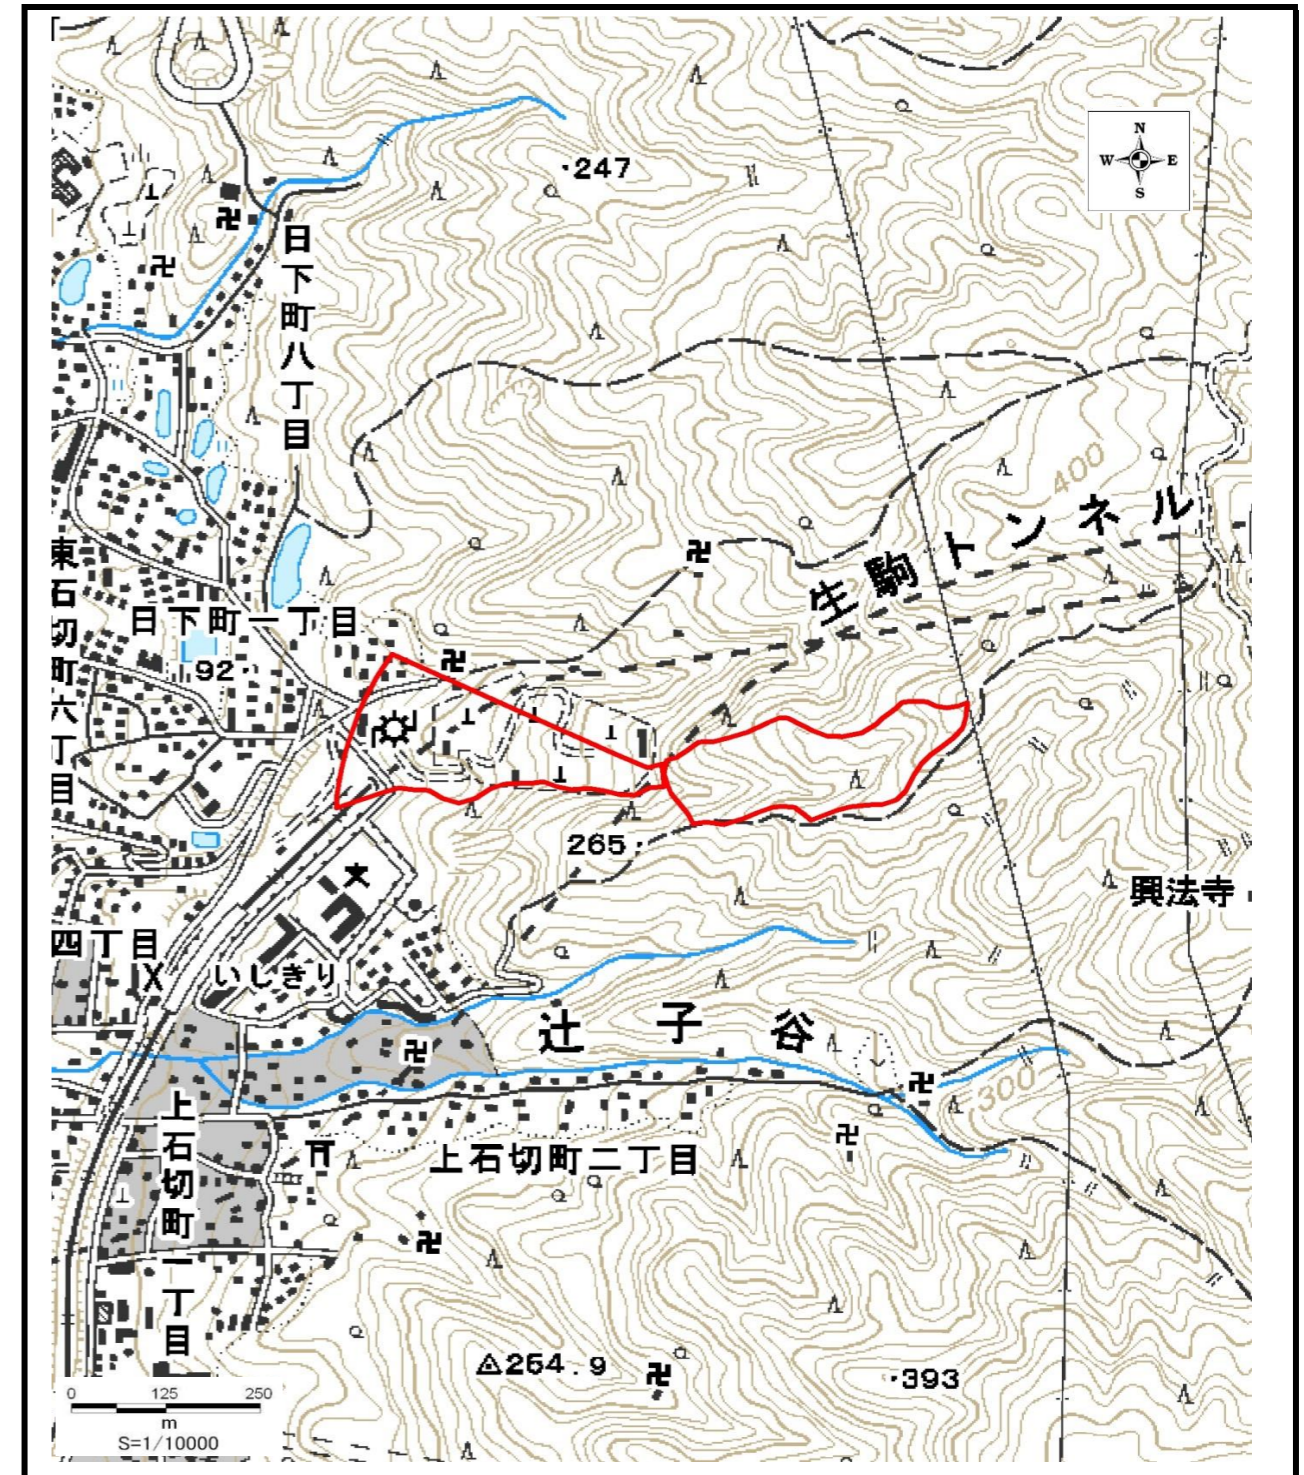 N
W E
S
247
日下町八丁目
400
生駒トンネル
東石切町六丁目
日下町一丁目
92
265
興法寺
四丁目
いしきり
辻子谷
300
上石切町二丁目
上石切町一丁目
264.9
393
0 125 250
m
S=1/10000